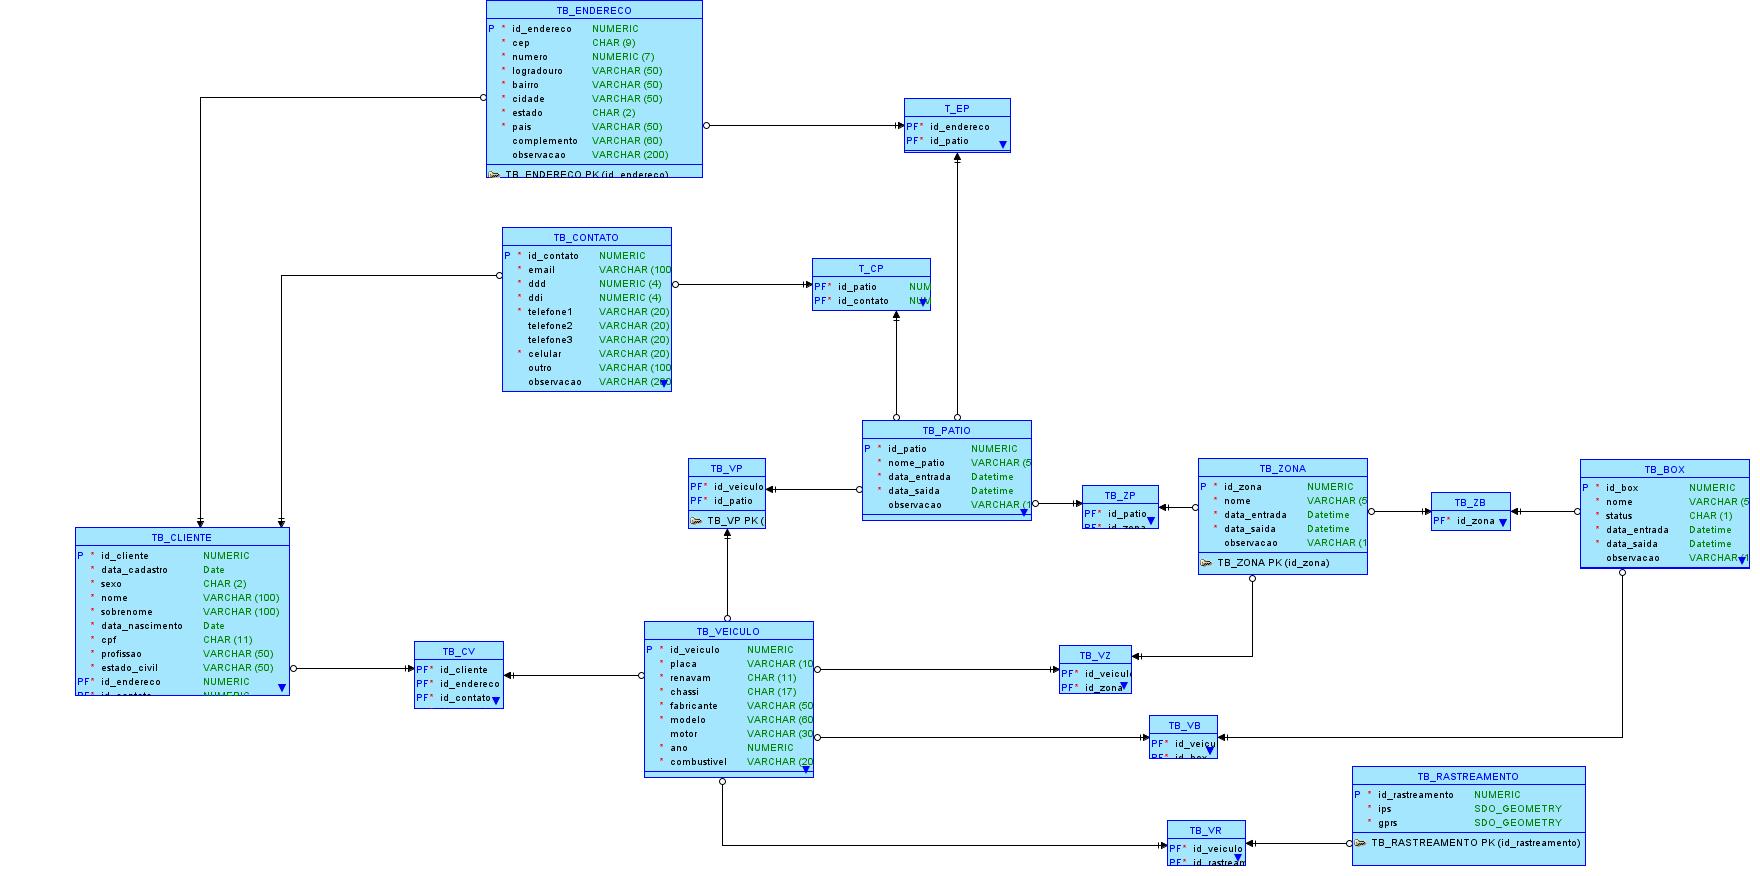 TB_ENDERECO
P * id_endereco NUMERIC
* cep CHAR (9)
* numero NUMERIC (7)
* logradouro VARCHAR (50)
* bairro VARCHAR (50)
* cidade VARCHAR (50)
* estado CHAR (2)
* pais VARCHAR (50)
complemento VARCHAR (60)
observacao VARCHAR (200)
TB_ENDERECO PK (id_endereco)
T_EP
PF* id_endereco
PF* id_patio
TB_CONTATO
P * id_contato NUMERIC
* email VARCHAR (100
* ddd NUMERIC (4)
* ddi NUMERIC (4)
* telefone1 VARCHAR (20)
telefone2 VARCHAR (20)
telefone3 VARCHAR (20)
* celular VARCHAR (20)
outro VARCHAR (100
observacao VARCHAR (200
T_CP
PF* id_patio NUM
PF* id_contato NUM
TB_PATIO
P * id_patio NUMERIC
* nome_patio VARCHAR (5
* data_entrada Datetime
* data_saida Datetime
observacao VARCHAR (1
TB_VP
PF* id_veiculo
PF* id_patio
TB_VP PK (
TB_ZP
PF* id_patio
PF* id_zona
TB_ZONA
P * id_zona NUMERIC
* nome VARCHAR (5
* data_entrada Datetime
* data_saida Datetime
observacao VARCHAR (1
TB_ZONA PK (id_zona)
TB_ZB
PF* id_zona
TB_BOX
P * id_box NUMERIC
* nome VARCHAR (5
* status CHAR (1)
* data_entrada Datetime
* data_saida Datetime
observacao VARCHAR (1
TB_CLIENTE
P * id_cliente NUMERIC
* data_cadastro Date
* sexo CHAR (2)
* nome VARCHAR (100)
* sobrenome VARCHAR (100)
* data_nascimento Date
* cpf CHAR (11)
* profissao VARCHAR (50)
* estado_civil VARCHAR (50)
PF* id_endereco NUMERIC
PF* id_contato NUMERIC
TB_CV
PF* id_cliente
PF* id_endereco
PF* id_contato
TB_VEICULO
P * id_veiculo NUMERIC
* placa VARCHAR (10
* renavam CHAR (11)
* chassi CHAR (17)
* fabricante VARCHAR (50
* modelo VARCHAR (60
motor VARCHAR (30
* ano NUMERIC
* combustivel VARCHAR (20
TB_VZ
PF* id_veiculo
PF* id_zona
TB_VB
PF* id_veicu
PF* id_box
TB_RASTREAMENTO
P * id_rastreamento NUMERIC
* ips SDO_GEOMETRY
* gprs SDO_GEOMETRY
TB_RASTREAMENTO PK (id_rastreamento)
TB_VR
PF* id_veiculo
PF* id_rastream